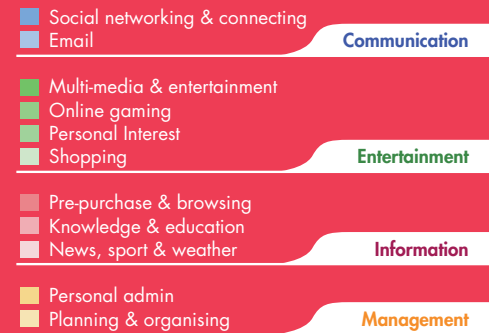 Social networking & connecting
Email
Communication
Multi-media & entertainment
Online gaming
Personal Interest
Shopping
Entertainment
Pre-purchase & browsing
Knowledge & education
News, sport & weather
Information
Personal admin
Planning & organising
Management